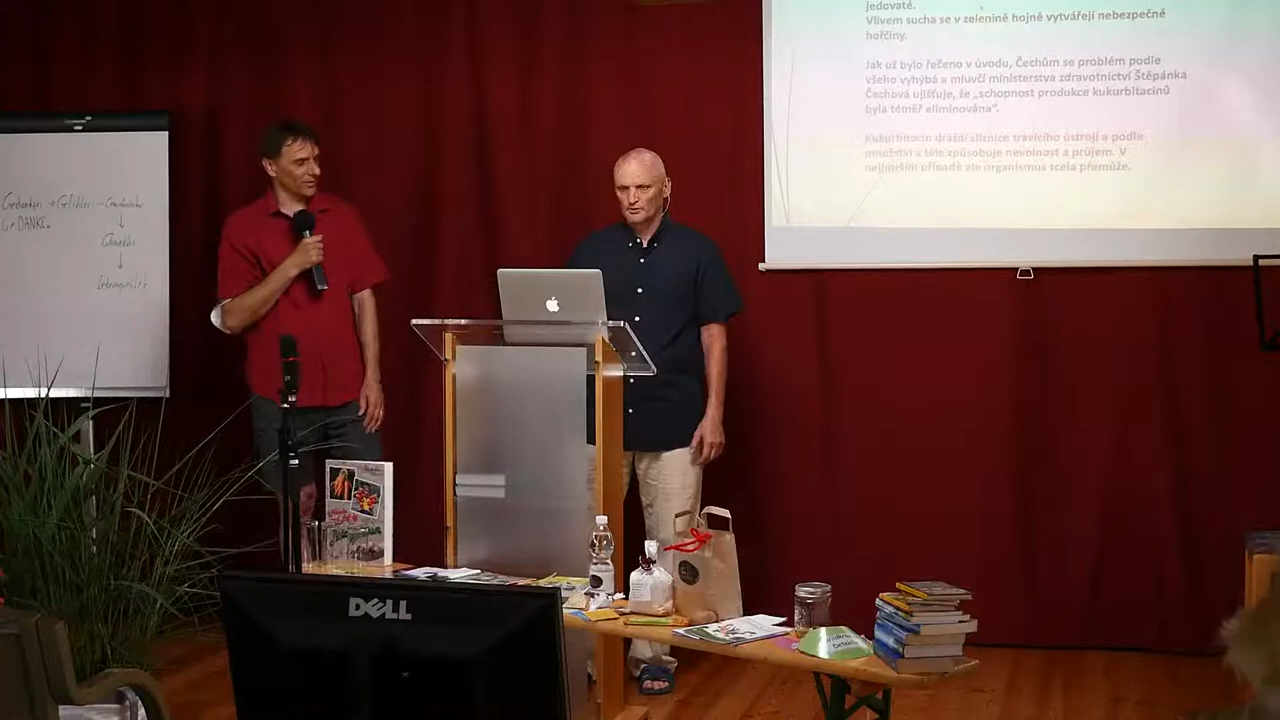 jedovaté.
Vlivem sucha se v zelenině hojně vytvářejí nebezpečné
hořčiny.
Jak už bylo řečeno v úvodu, Čechům se problém podle
všeho vyhýbá a mluvčí ministerstva zdravotnictví Štěpánka
Čechová ujišťuje, že „schopnost produkce kukurbitacinů
byla téměř eliminována“.
Kukurbitacin dráždí sliznice trávicího ústrojí a podle
množství v těle způsobuje nevolnost a průjem. V
nejhorším případě ale organismus zcela přemůže.
Gedanken
GeDANKE.
DELL